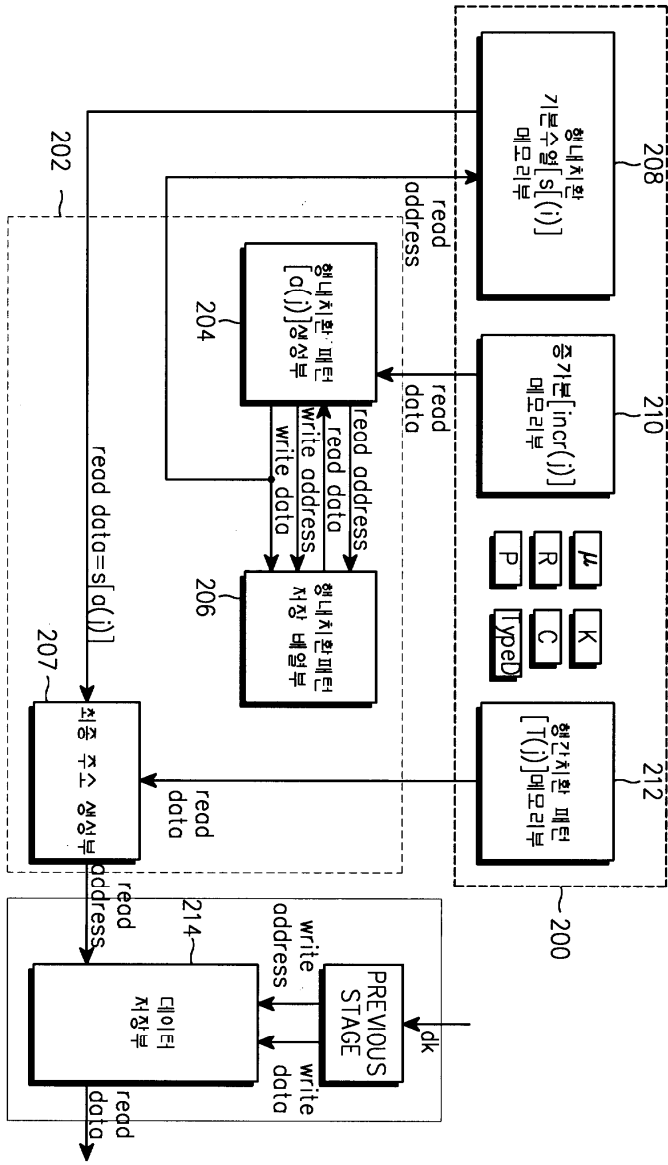 208
210
212
200
행내치환
기본수열[s[(i)]
메모리부
증가분[incr(j)]
메모리부
μ
K
R
C
P
TypeD
행간치환 패턴
[T(j)]메모리부
dk
read
address
read
data
PREVIOUS
STAGE
202
204
행내치환 패턴
[a(j)]생성부
read address
read data
write address
write data
206
행내치환패턴
저장 배열부
write
address
write
data
read
data
214
207
read data=s[a(j)]
최종 주소 생성부
read
address
데이터
저장부
read
data